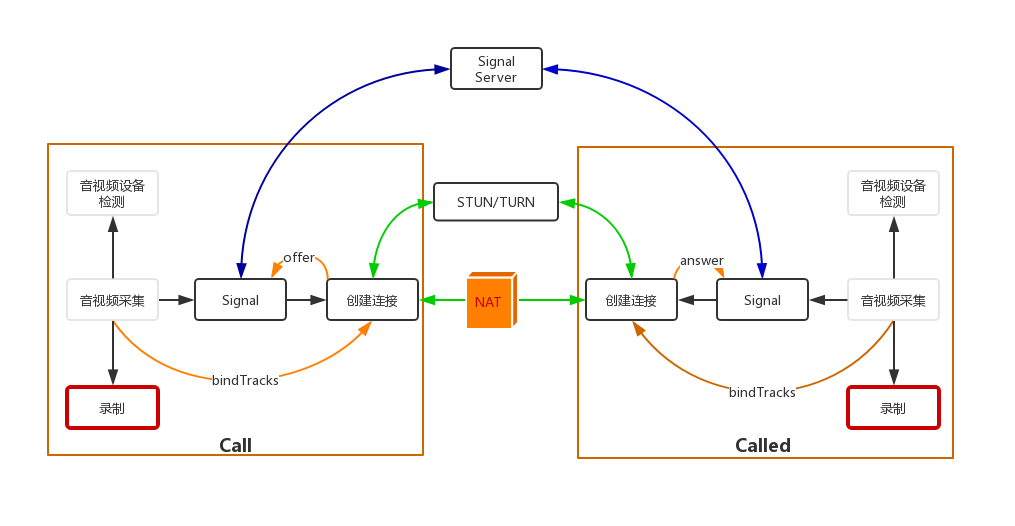 Signal
Server
音视频设备
检测
STUN/TURN
音视频设备
检测
offer
answer
音视频采集
Signal
创建连接
NAT
创建连接
Signal
音视频采集
bindTracks
bindTracks
录制
录制
Call
Called